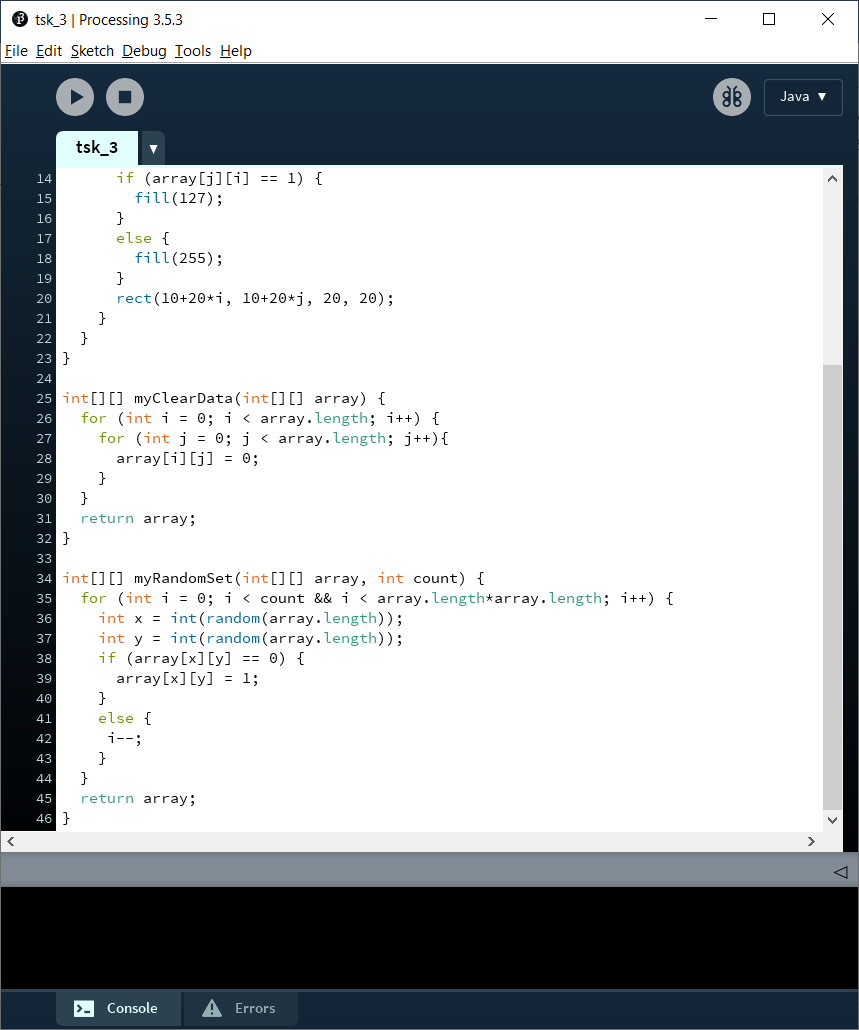 tsk_3 | Processing 3.5.3
File Edit Sketch Debug Tools Help
Java ▼
tsk_3 ▼
14       if (array[j][i] == 1) {
15         fill(127);
16       }
17       else {
18         fill(255);
19       }
20       rect(10+20*i, 10+20*j, 20, 20);
21     }
22   }
23 }
24
25 int[][] myClearData(int[][] array) {
26   for (int i = 0; i < array.length; i++) {
27     for (int j = 0; j < array.length; j++){
28       array[i][j] = 0;
29     }
30   }
31   return array;
32 }
33
34 int[][] myRandomSet(int[][] array, int count) {
35   for (int i = 0; i < count && i < array.length*array.length; i++) {
36     int x = int(random(array.length));
37     int y = int(random(array.length));
38     if (array[x][y] == 0) {
39       array[x][y] = 1;
40     }
41     else {
42      i--;
43     }
44   }
45   return array;
46 }
Console Errors